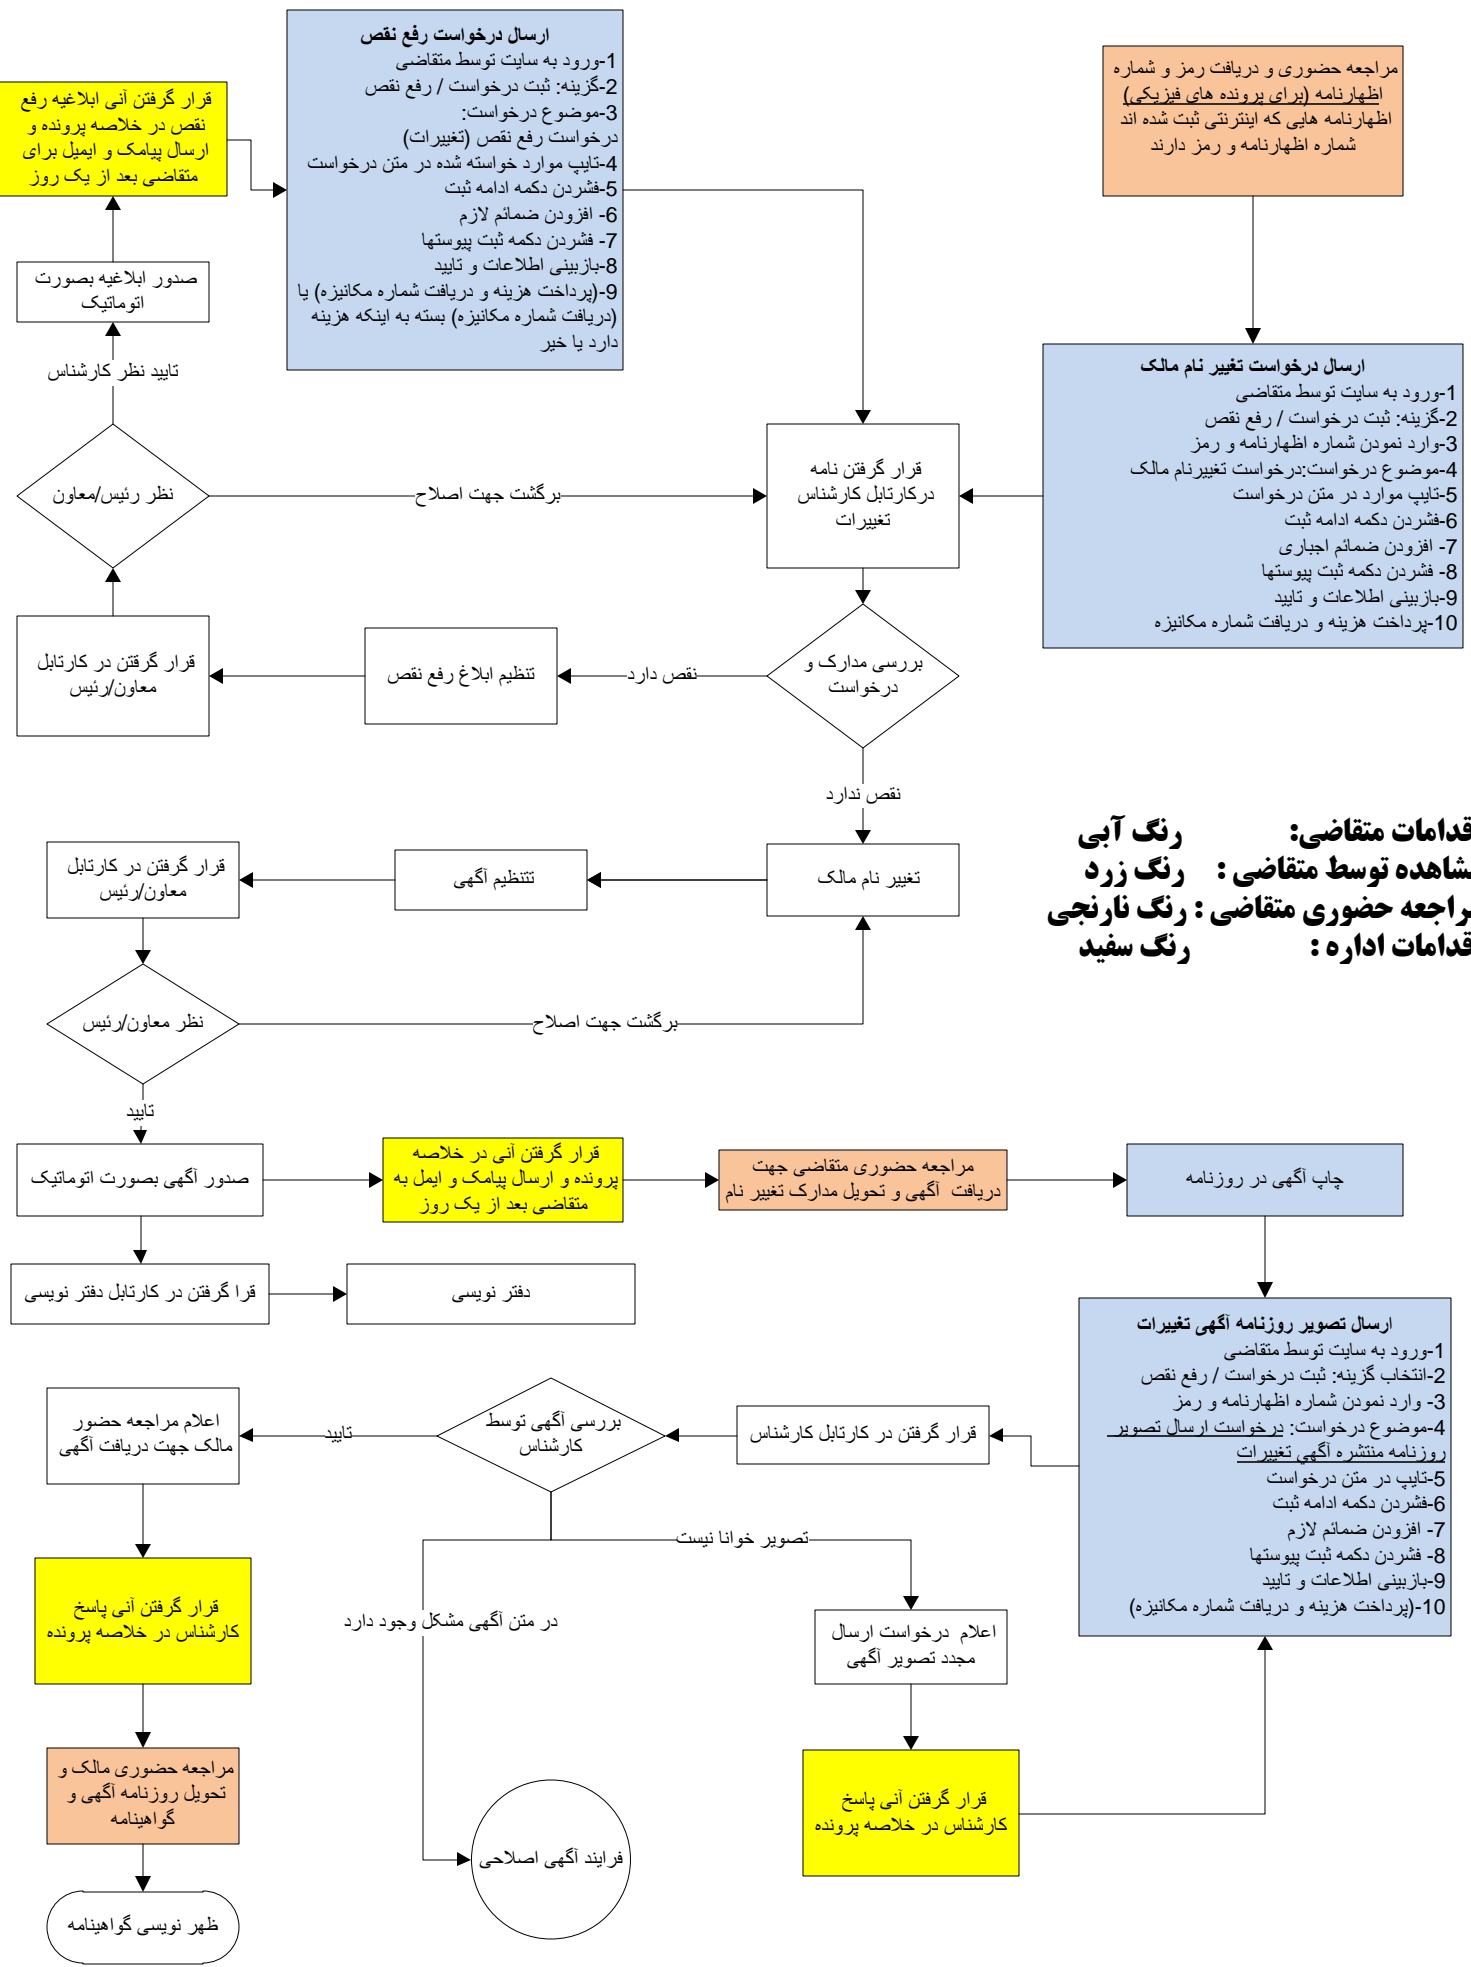 ارسال درخواست رفع نقص
1-ورود به سایت توسط متقاضی
2-گزینه: ثبت درخواست / رفع نقص
3-موضوع درخواست:
درخواست رفع نقص (تغییرات)
4-تایپ موارد خواسته شده در متن درخواست
5-فشردن دکمه ادامه ثبت
6- افزودن ضمائم لازم
7- فشردن دکمه ثبت پیوستها
8-بازبینی اطلاعات و تایید
9-(پرداخت هزینه و دریافت شماره مکانیزه) یا
(دریافت شماره مکانیزه) بسته به اینکه هزینه
دارد یا خیر
مراجعه حضوری و دریافت رمز و شماره
اظهارنامه (برای پرونده های فیزیکی)
اظهارنامه هایی که اینترنتی ثبت شده اند
شماره اظهارنامه و رمز دارند
قرار گرفتن آنی ابلاغیه رفع
نقص در خلاصه پرونده و
ارسال پیامک و ایمیل برای
متقاضی بعد از یک روز
صدور ابلاغیه بصورت
اتوماتیک
تایید نظر کارشناس
ارسال درخواست تغییر نام مالک
1-ورود به سایت توسط متقاضی
2-گزینه: ثبت درخواست / رفع نقص
3-وارد نمودن شماره اظهارنامه و رمز
4-موضوع درخواست:درخواست تغییرنام مالک
5-تایپ موارد در متن درخواست
6-فشردن دکمه ادامه ثبت
7- افزودن ضمائم اجباری
8- فشردن دکمه ثبت پیوستها
9-بازبینی اطلاعات و تایید
10-پرداخت هزینه و دریافت شماره مکانیزه
قرار گرفتن نامه
درکارتابل کارشناس
تغییرات
برگشت جهت اصلاح
نظر رئیس/معاون
بررسی مدارک و
درخواست
نقص دارد
تنظیم ابلاغ رفع نقص
قرار گرقتن در کارتابل
معاون/رئیس
نقص ندارد
قدامات متقاضی: رنگ آبی
شاهده توسط متقاضی : رنگ زرد
راجعه حضوری متقاضی : رنگ نارنجی
قدامات اداره : رنگ سفید
تغییر نام مالک
تتنظیم آگهی
قرار گرفتن در کارتابل
معاون/رئیس
نظر معاون/رئیس
برگشت جهت اصلاح
تایید
صدور آگهی بصورت اتوماتیک
قرار گرفتن آنی در خلاصه
پرونده و ارسال پیامک و ایمل به
متقاضی بعد از یک روز
مراجعه حضوری متقاضی جهت
دریافت آگهی و تحویل مدارک تغییر نام
چاپ آگهی در روزنامه
قرا گرفتن در کارتابل دفتر نویسی
دفتر نویسی
ارسال تصویر روزنامه آگهی تغییرات
1-ورود به سایت توسط متقاضی
2-انتخاب گزینه: ثبت درخواست / رفع نقص
3- وارد نمودن شماره اظهارنامه و رمز
4-موضوع درخواست: درخواست ارسال تصویر
روزنامه منتشره آگهي تغییرات
5-تایپ در متن درخواست
6-فشردن دکمه ادامه ثبت
7- افزودن ضمائم لازم
8- فشردن دکمه ثبت پیوستها
9-بازبینی اطلاعات و تایید
10-(پرداخت هزینه و دریافت شماره مکانیزه)
قرار گرفتن در کارتابل کارشناس
بررسی آگهی توسط
کارشناس
تایید
اعلام مراجعه حضور
مالک جهت دریافت آگهی
تصویر خوانا نیست
در متن آگهی مشکل وجود دارد
قرار گرفتن آنی پاسخ
کارشناس در خلاصه پرونده
اعلام درخواست ارسال
مجدد تصویر آگهی
مراجعه حضوری مالک و
تحویل روزنامه آگهی و
گواهینامه
قرار گرفتن آنی پاسخ
کارشناس در خلاصه پرونده
فرایند آگهی اصلاحی
ظهر نویسی گواهینامه